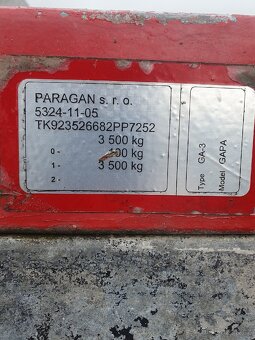 PARAGAN s. r. o.
5324-11-05
TK923526682PP7252
3 500 kg
0- 00 kg
1- 3 500 kg
2-
Type GA-3
Model GAPA